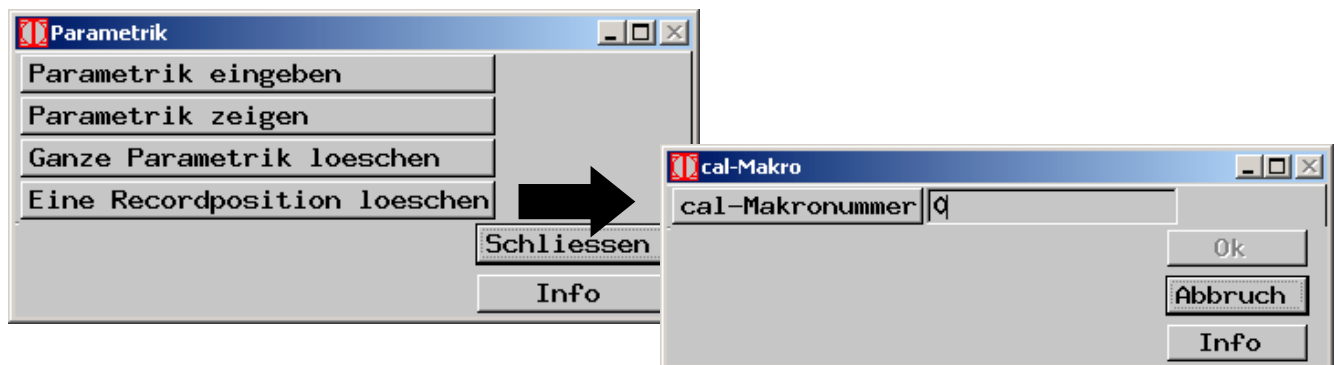 Parametrik
Parametrik eingeben
Parametrik zeigen
Ganze Parametrik loeschen
Eine Recordposition loeschen
Schliessen
Info
cal-Makro
cal-Makronummer 0
Ok
Abbruch
Info